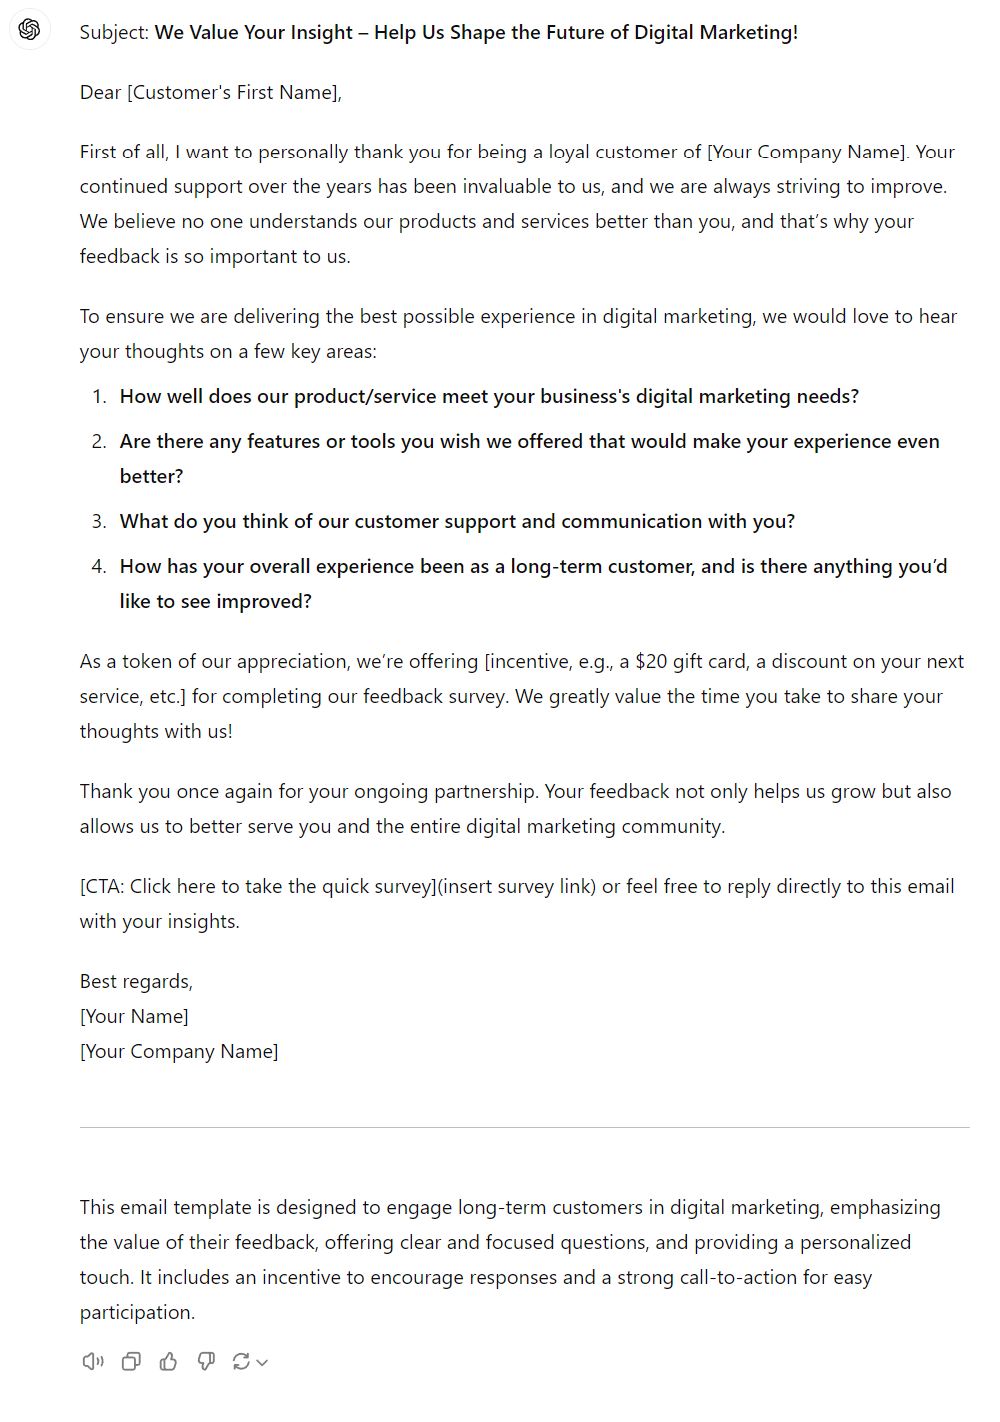 Subject: We Value Your Insight – Help Us Shape the Future of Digital Marketing!
Dear [Customer's First Name],
First of all, I want to personally thank you for being a loyal customer of [Your Company Name]. Your
continued support over the years has been invaluable to us, and we are always striving to improve.
We believe no one understands our products and services better than you, and that’s why your
feedback is so important to us.
To ensure we are delivering the best possible experience in digital marketing, we would love to hear
your thoughts on a few key areas:
1. How well does our product/service meet your business's digital marketing needs?
2. Are there any features or tools you wish we offered that would make your experience even
better?
3. What do you think of our customer support and communication with you?
4. How has your overall experience been as a long-term customer, and is there anything you’d
like to see improved?
As a token of our appreciation, we’re offering [incentive, e.g., a $20 gift card, a discount on your next
service, etc.] for completing our feedback survey. We greatly value the time you take to share your
thoughts with us!
Thank you once again for your ongoing partnership. Your feedback not only helps us grow but also
allows us to better serve you and the entire digital marketing community.
[CTA: Click here to take the quick survey](insert survey link) or feel free to reply directly to this email
with your insights.
Best regards,
[Your Name]
[Your Company Name]
This email template is designed to engage long-term customers in digital marketing, emphasizing
the value of their feedback, offering clear and focused questions, and providing a personalized
touch. It includes an incentive to encourage responses and a strong call-to-action for easy
participation.